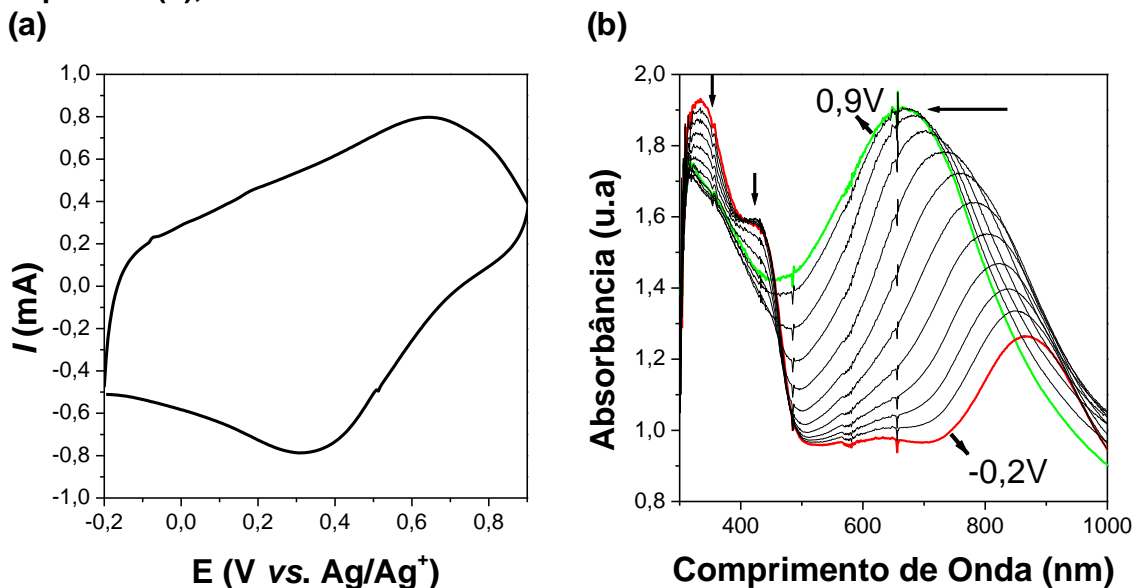 (a)
(b)
1,0
0,8
0,6
0,4
0,2
0,0
-0,2
-0,4
-0,6
-0,8
-1,0
I (mA)
-0,2 0,0 0,2 0,4 0,6 0,8
E (V vs. Ag/Ag+)
2,0
1,8
1,6
1,4
1,2
1,0
0,8
Absorbância (u.a)
0,9V
-0,2V
400 600 800 1000
Comprimento de Onda (nm)